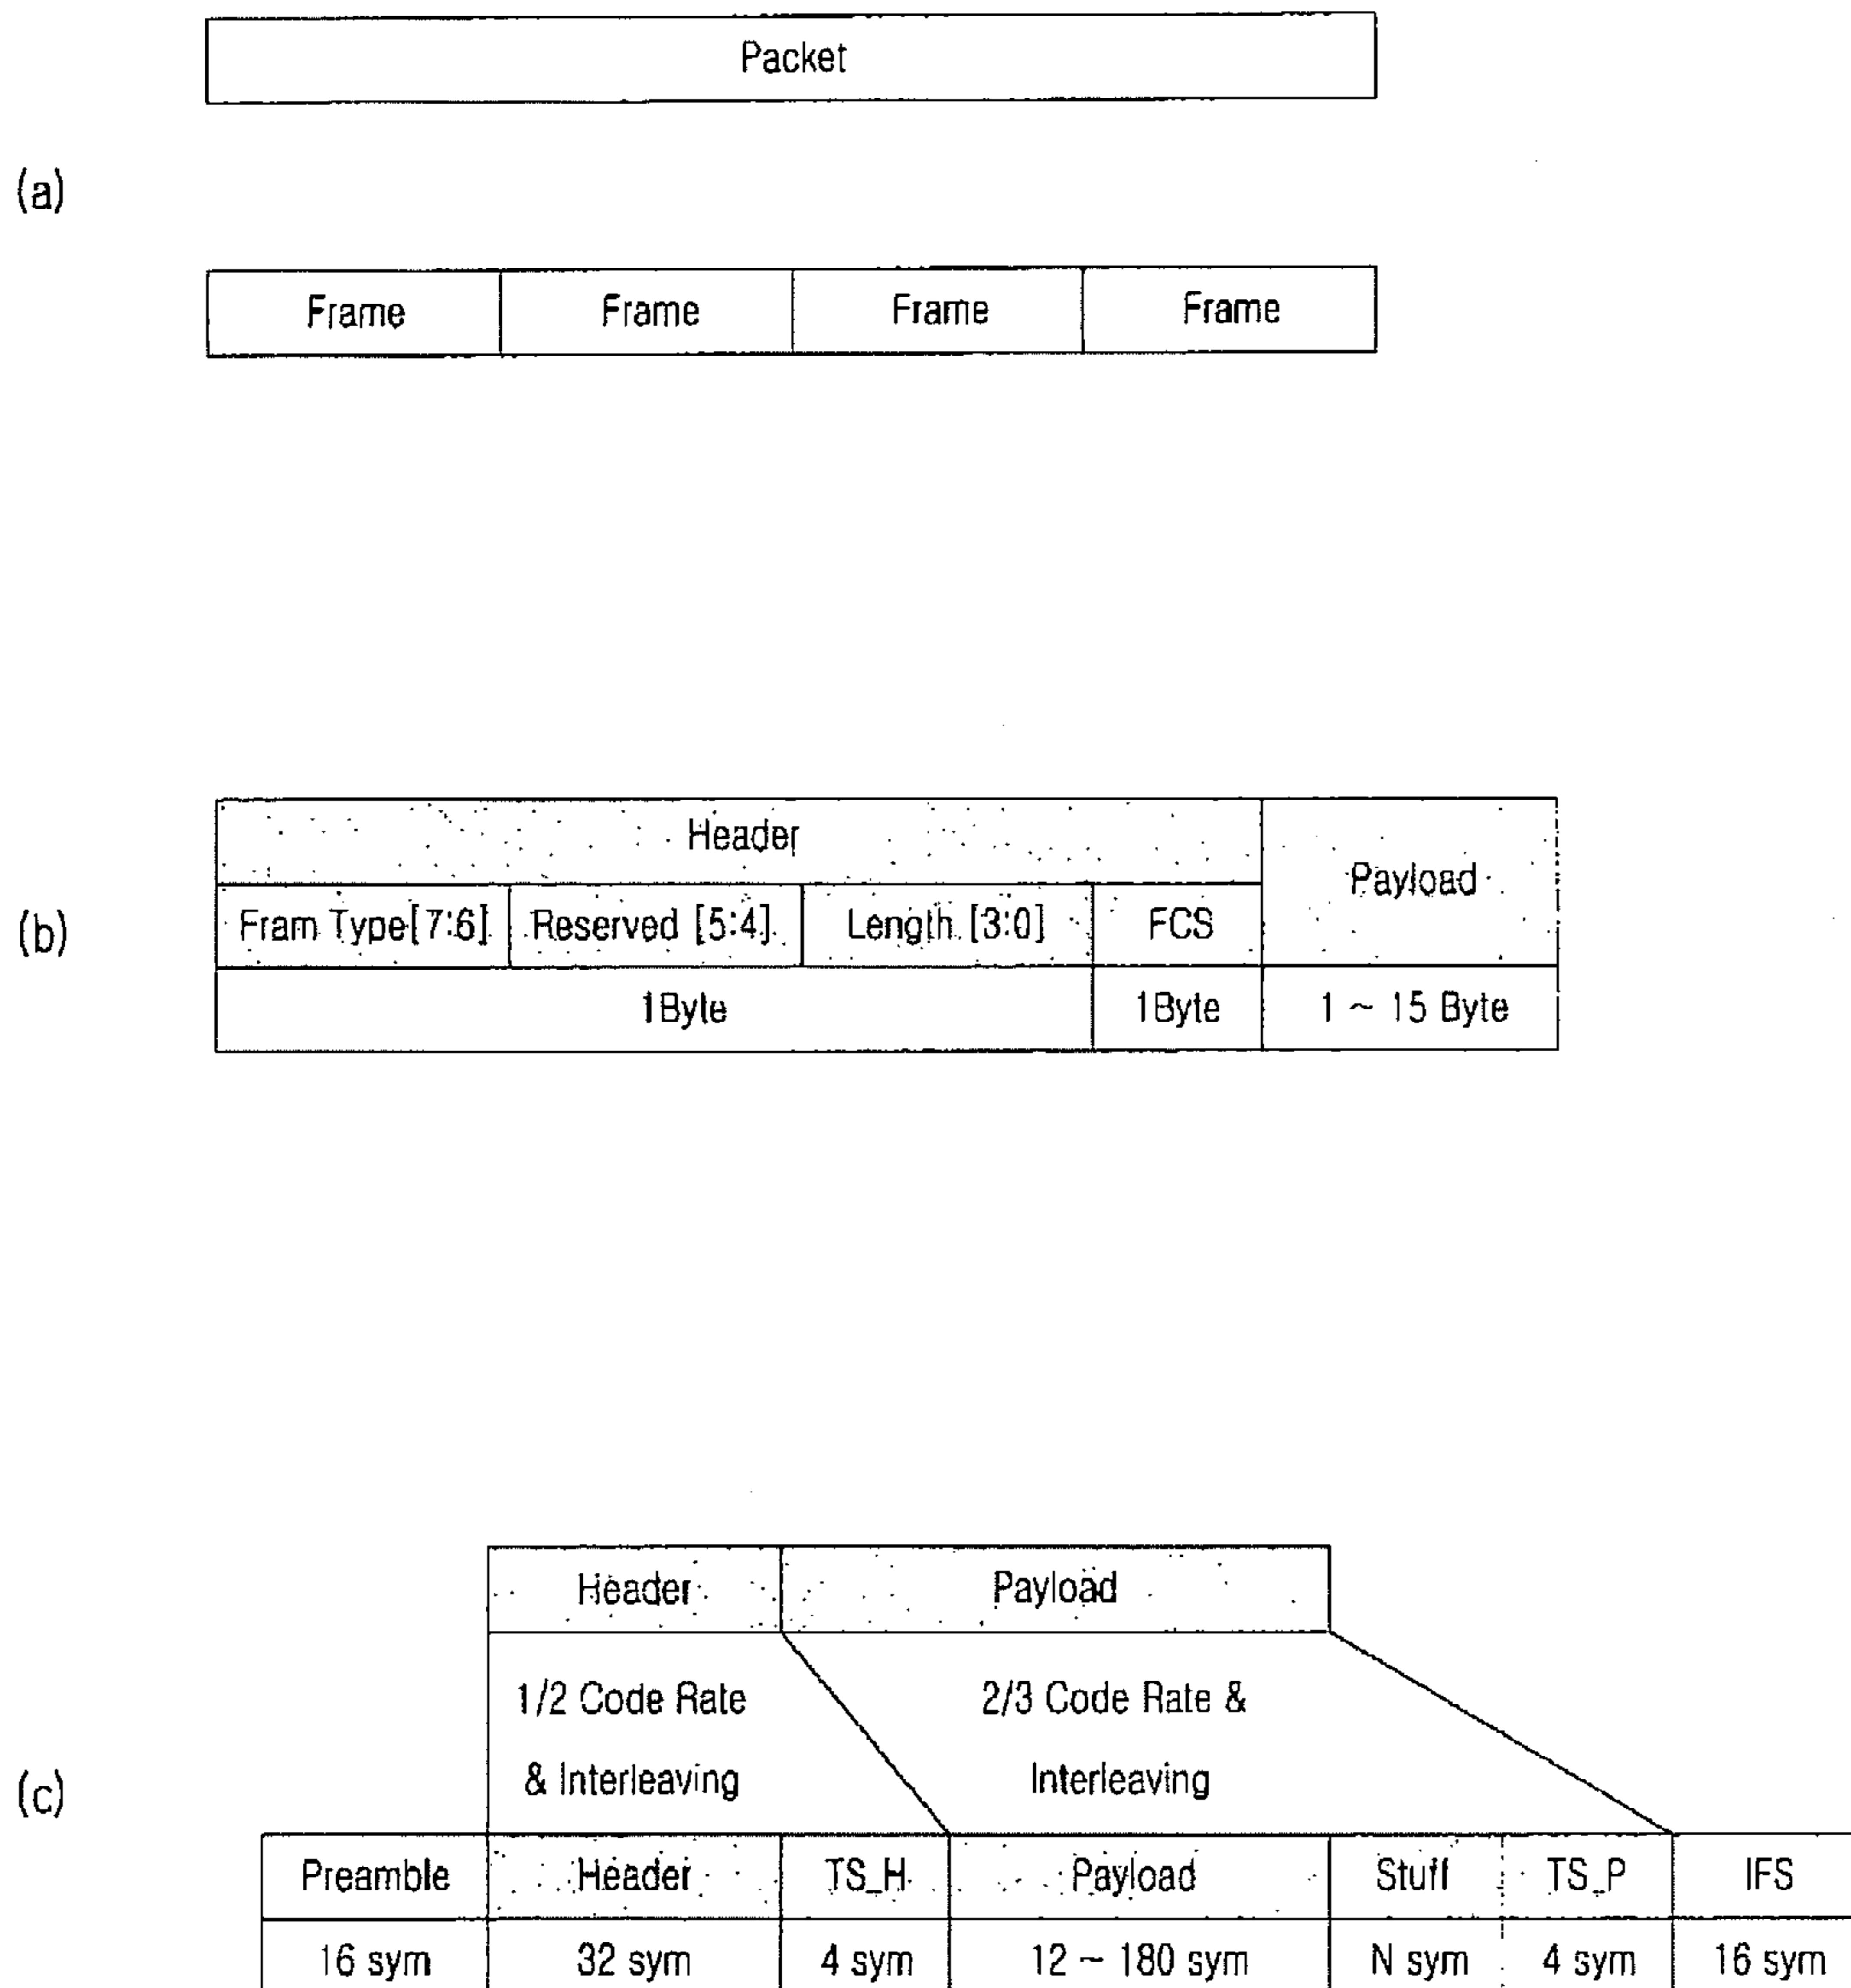 Packet
(a)
Frame Frame Frame Frame
Header
Payload
(b)
Fram Type[7:6] Reserved [5:4] Length [3:0] FCS
1Byte 1Byte 1 ~ 15 Byte
Header Payload
1/2 Code Rate 2/3 Code Rate &
& Interleaving Interleaving
(c)
Preamble Header TS_H Payload Stuff TS_P IFS
16 sym 32 sym 4 sym 12 ~ 180 sym N sym 4 sym 16 sym